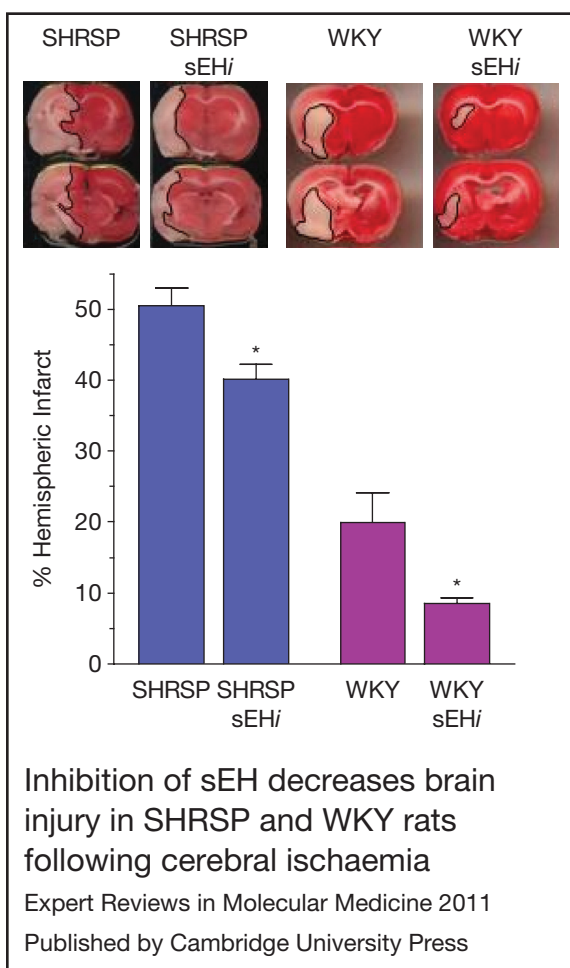 SHRSP SHRSP WKY WKY
sEHi sEHi
50
40
30
20
10
0
% Hemispheric Infarct
*
*
SHRSP SHRSP WKY WKY
sEHi sEHi
Inhibition of sEH decreases brain
injury in SHRSP and WKY rats
following cerebral ischaemia
Expert Reviews in Molecular Medicine 2011
Published by Cambridge University Press